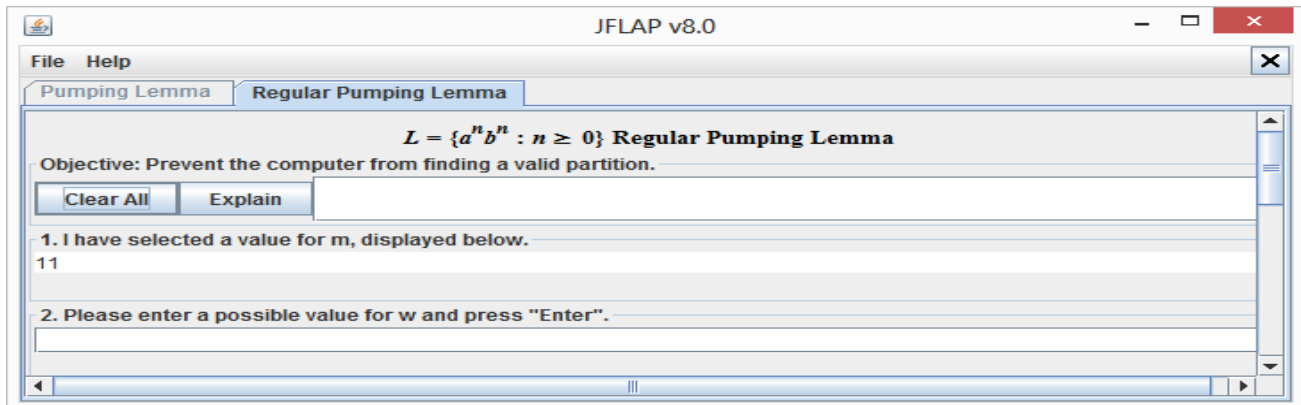 JFLAP v8.0
File Help
Pumping Lemma Regular Pumping Lemma
L = {aⁿbⁿ : n ≥ 0} Regular Pumping Lemma
Objective: Prevent the computer from finding a valid partition.
Clear All Explain
1. I have selected a value for m, displayed below.
11
2. Please enter a possible value for w and press "Enter".